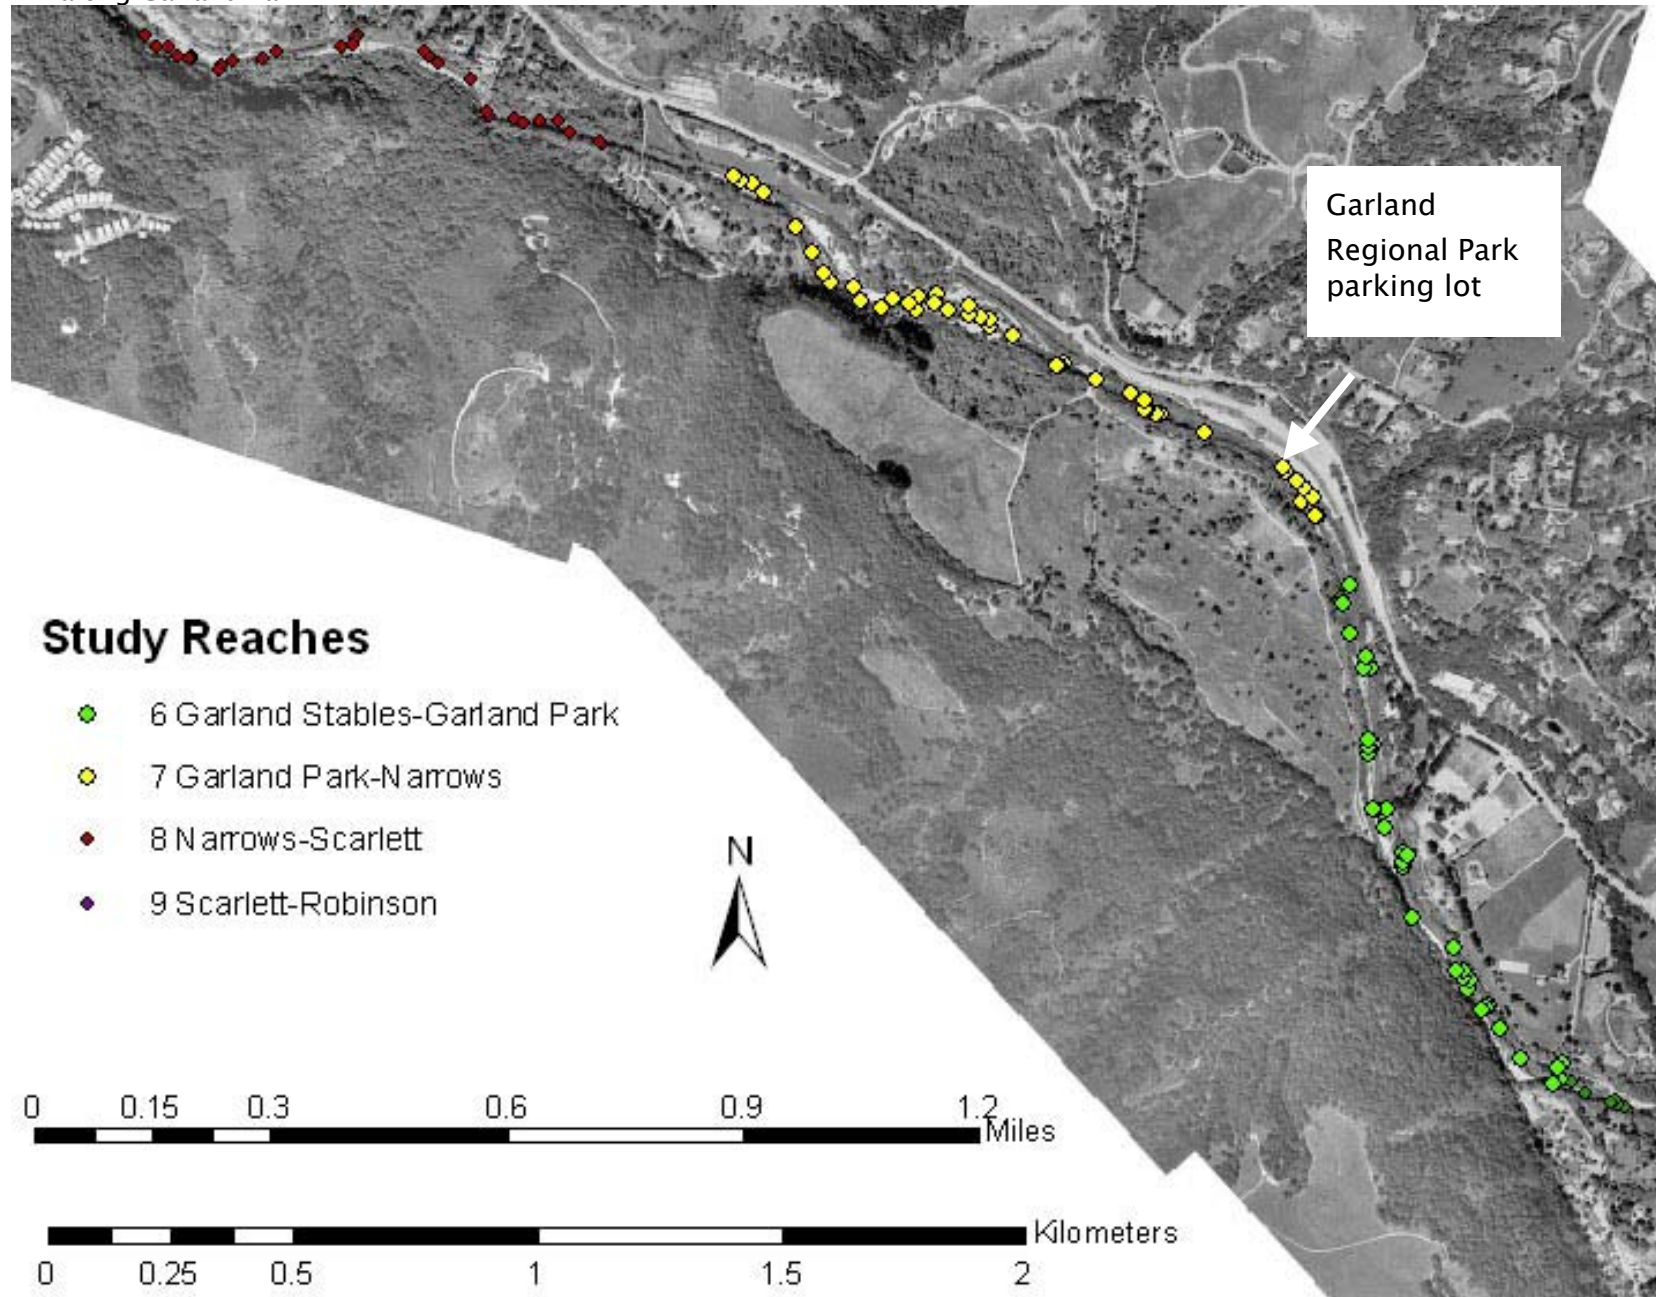 Garland
Regional Park
parking lot
Study Reaches
6 Garland Stables-Garland Park
7 Garland Park-Narrows
8 Narrows-Scarlett
9 Scarlett-Robinson
N
0 0.15 0.3 0.6 0.9 1.2
Miles
Kilometers
0 0.25 0.5 1 1.5 2